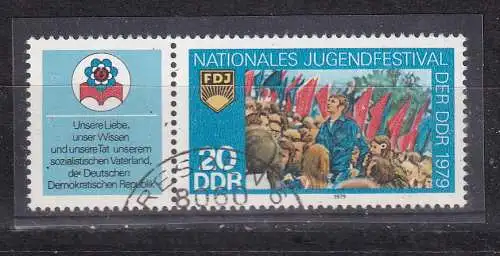 Unsere Liebe,
unser Wissen
und unsere Tat unserem
sozialistischen Vaterland,
der Deutschen
Demokratischen Republik
NATIONALES JUGENDFESTIVAL
DER DDR 1979
FDJ
20
DDR
1979
8060